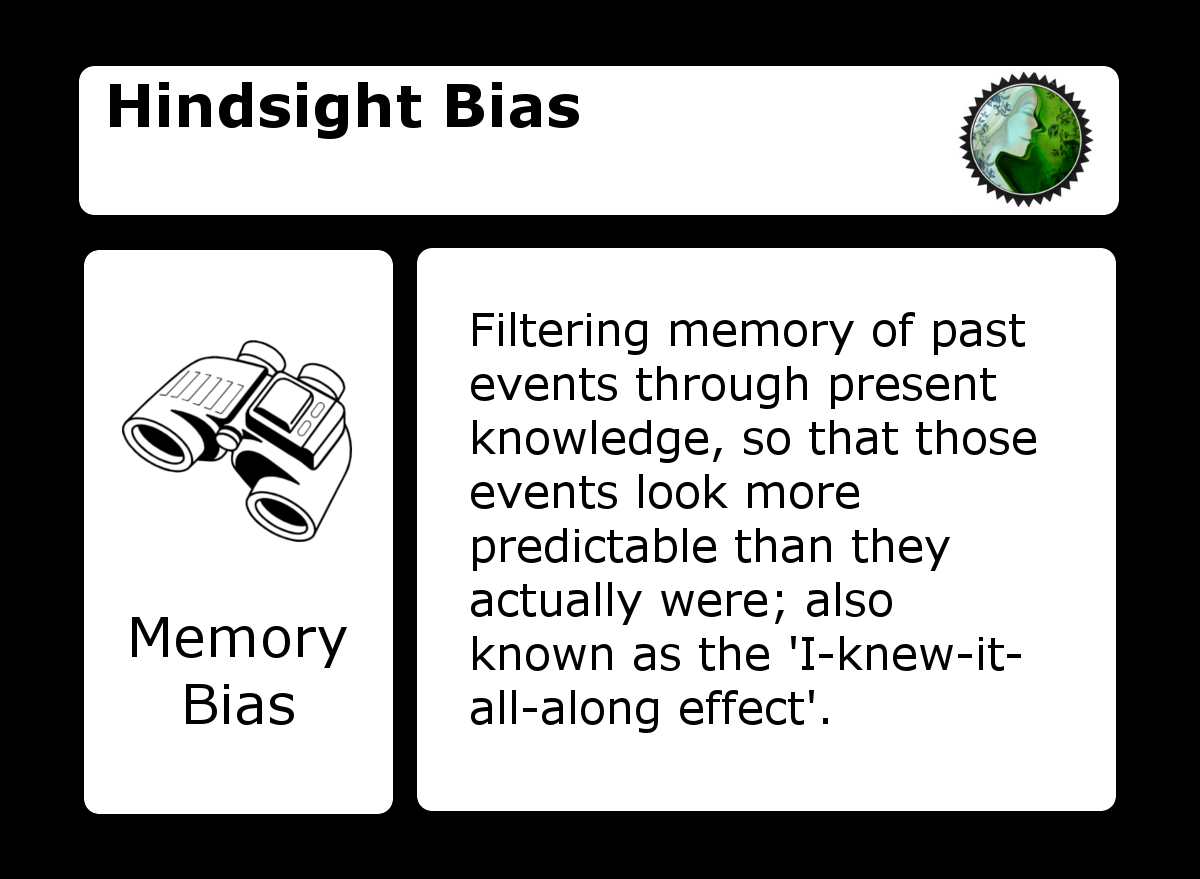 Hindsight Bias
Memory
Bias
Filtering memory of past
events through present
knowledge, so that those
events look more
predictable than they
actually were; also
known as the 'I-knew-it-
all-along effect'.